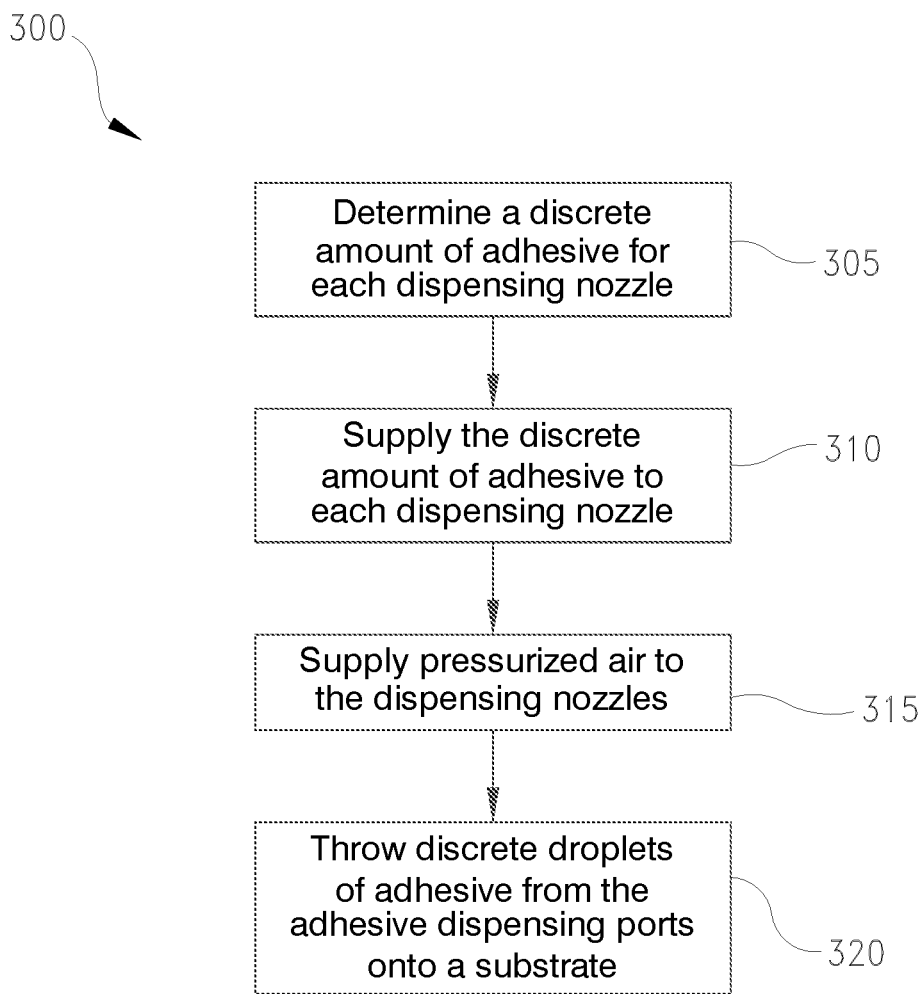 300
Determine a discrete
amount of adhesive for
each dispensing nozzle
305
Supply the discrete
amount of adhesive to
each dispensing nozzle
310
Supply pressurized air to
the dispensing nozzles
315
Throw discrete droplets
of adhesive from the
adhesive dispensing ports
onto a substrate
320